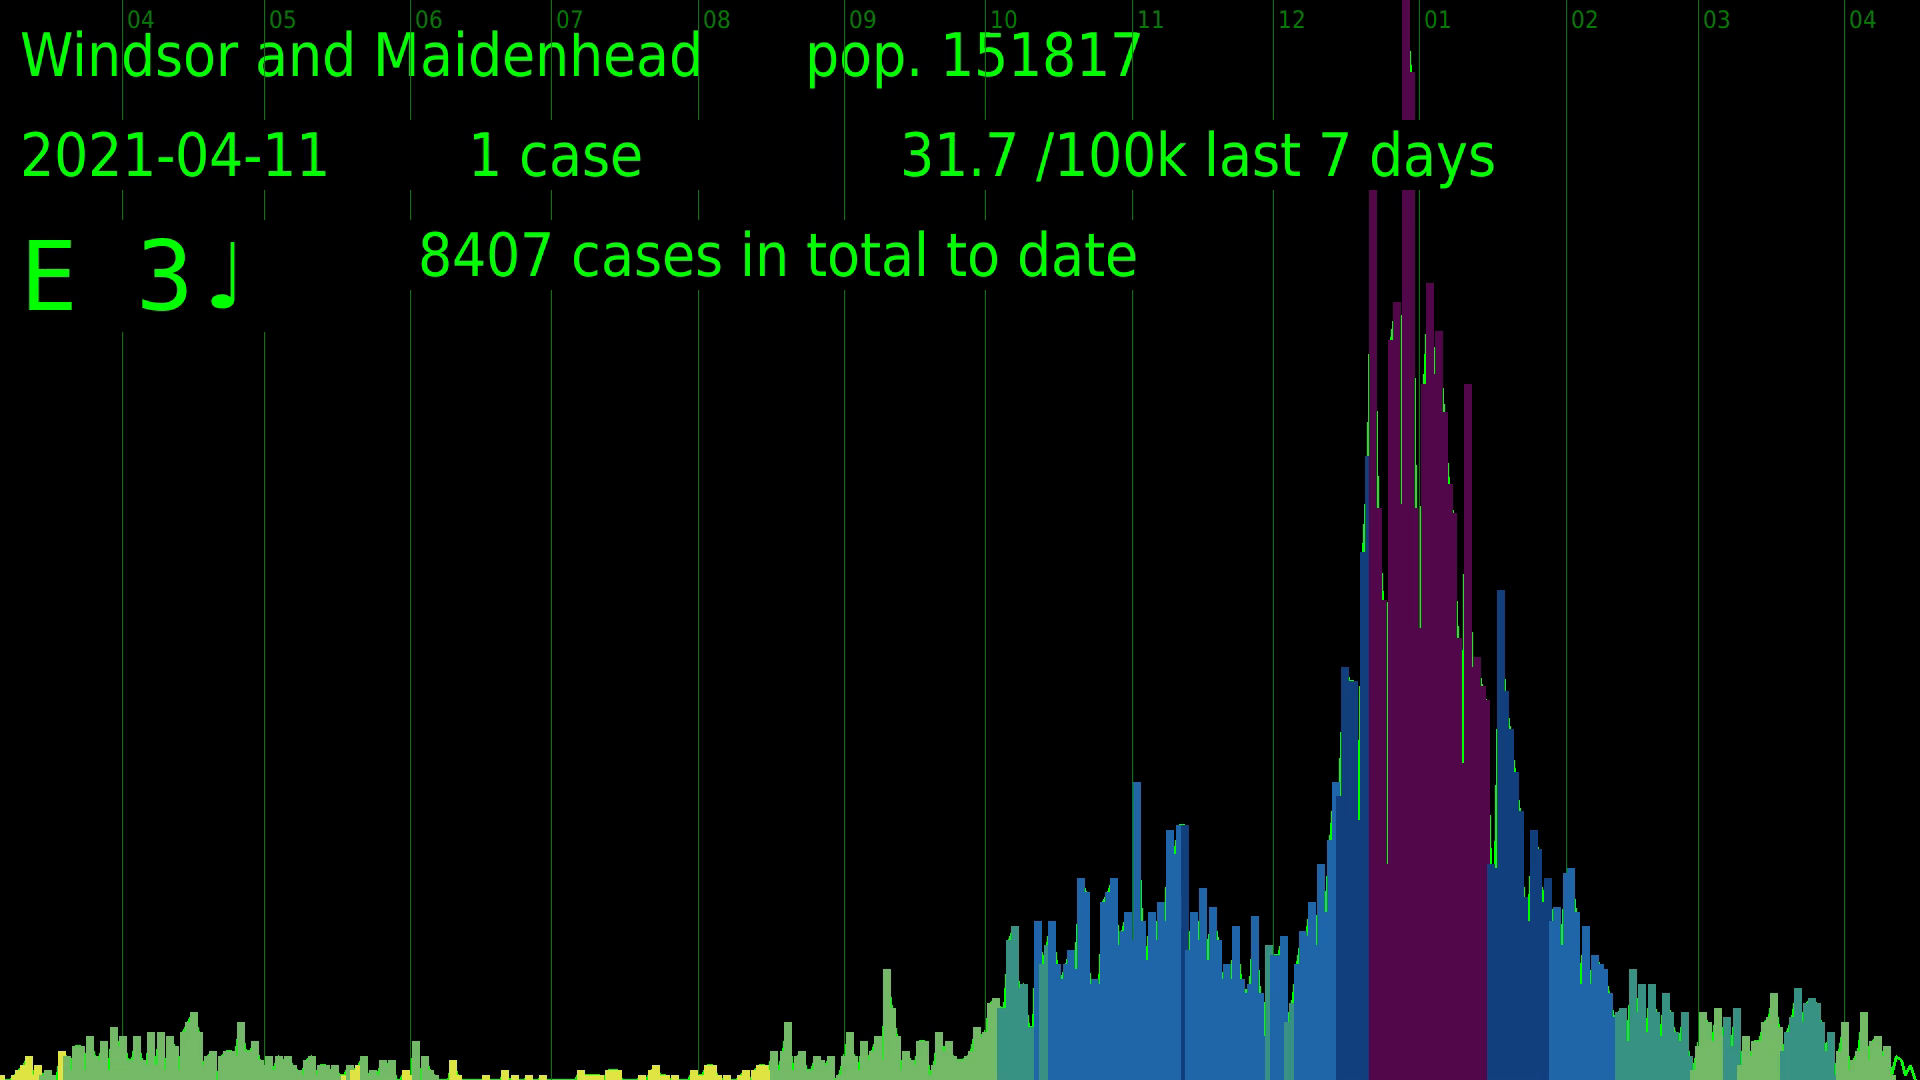 04 05 06 07 08 09 10 11 12 01 02 03 04
Windsor and Maidenhead pop. 151817
2021-04-11 1 case 31.7 /100k last 7 days
E 3♩ 8407 cases in total to date